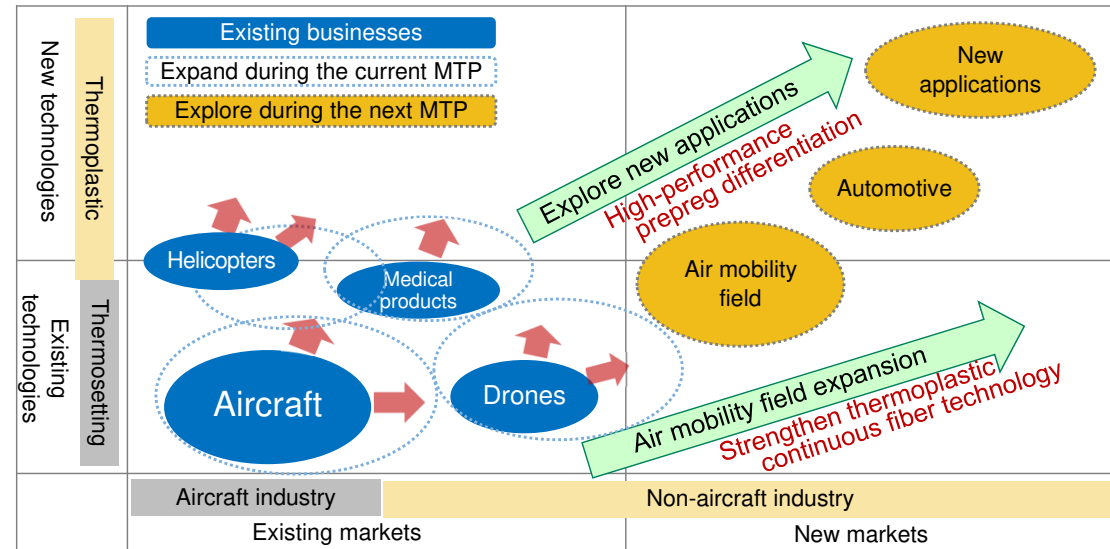 Existing businesses
Expand during the current MTP
Explore during the next MTP
New technologies
Thermoplastic
Existing
technologies
Thermosetting
Helicopters
Medical
products
Aircraft
Drones
Explore new applications
High-performance
prepreg differentiation
New
applications
Automotive
Air mobility
field
Air mobility field expansion
Strengthen thermoplastic
continuous fiber technology
Aircraft industry
Non-aircraft industry
Existing markets
New markets